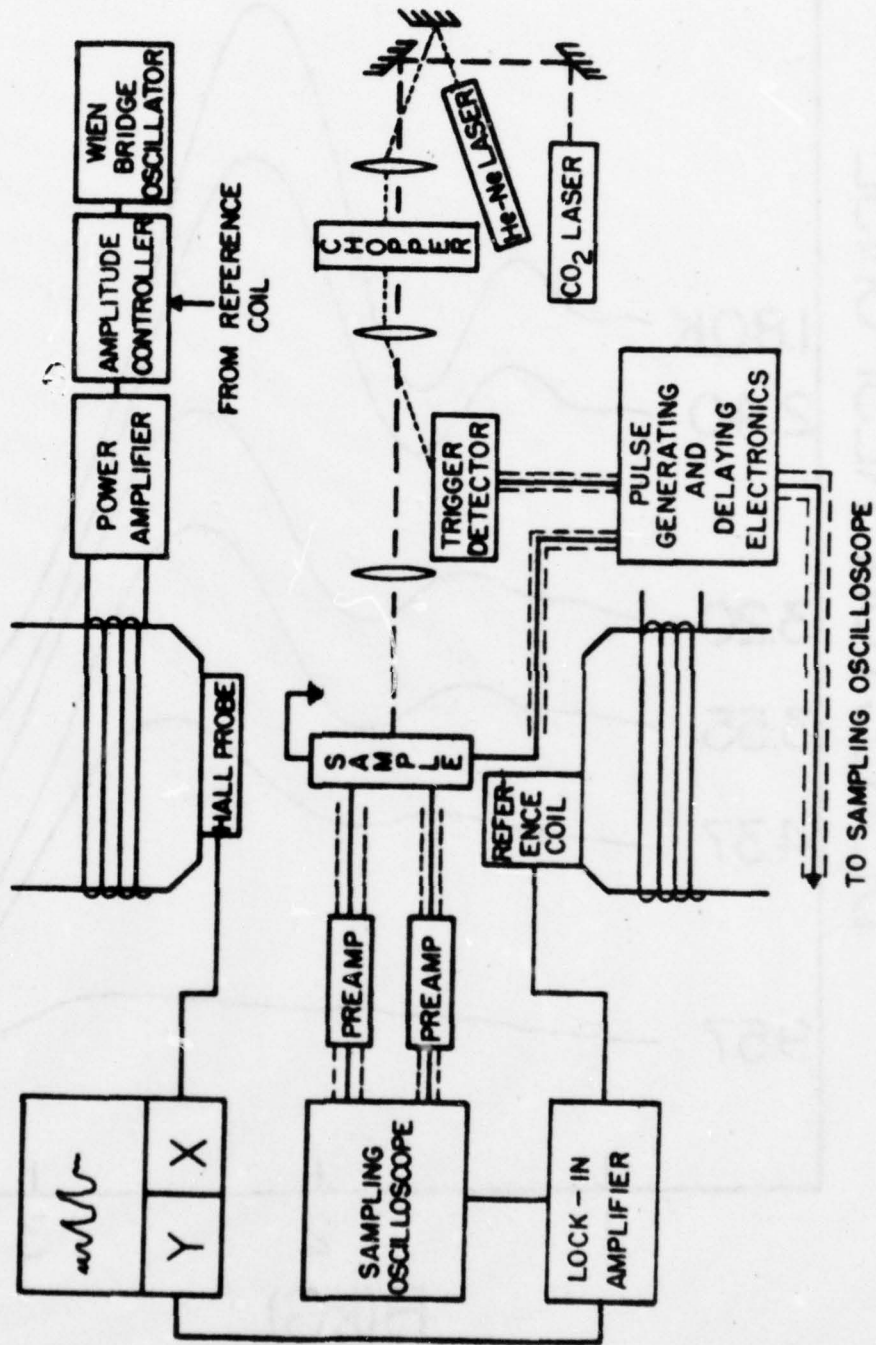 WIEN
BRIDGE
OSCILLATOR
AMPLITUDE
CONTROLLER
FROM REFERENCE
COIL
POWER
AMPLIFIER
HALL PROBE
Y
X
He-Ne LASER
CO2 LASER
CHOPPER
TRIGGER
DETECTOR
PULSE
GENERATING
AND
DELAYING
ELECTRONICS
SAMPLE
REFER-
ENCE
COIL
PREAMP
PREAMP
SAMPLING
OSCILLOSCOPE
LOCK-IN
AMPLIFIER
TO SAMPLING OSCILLOSCOPE